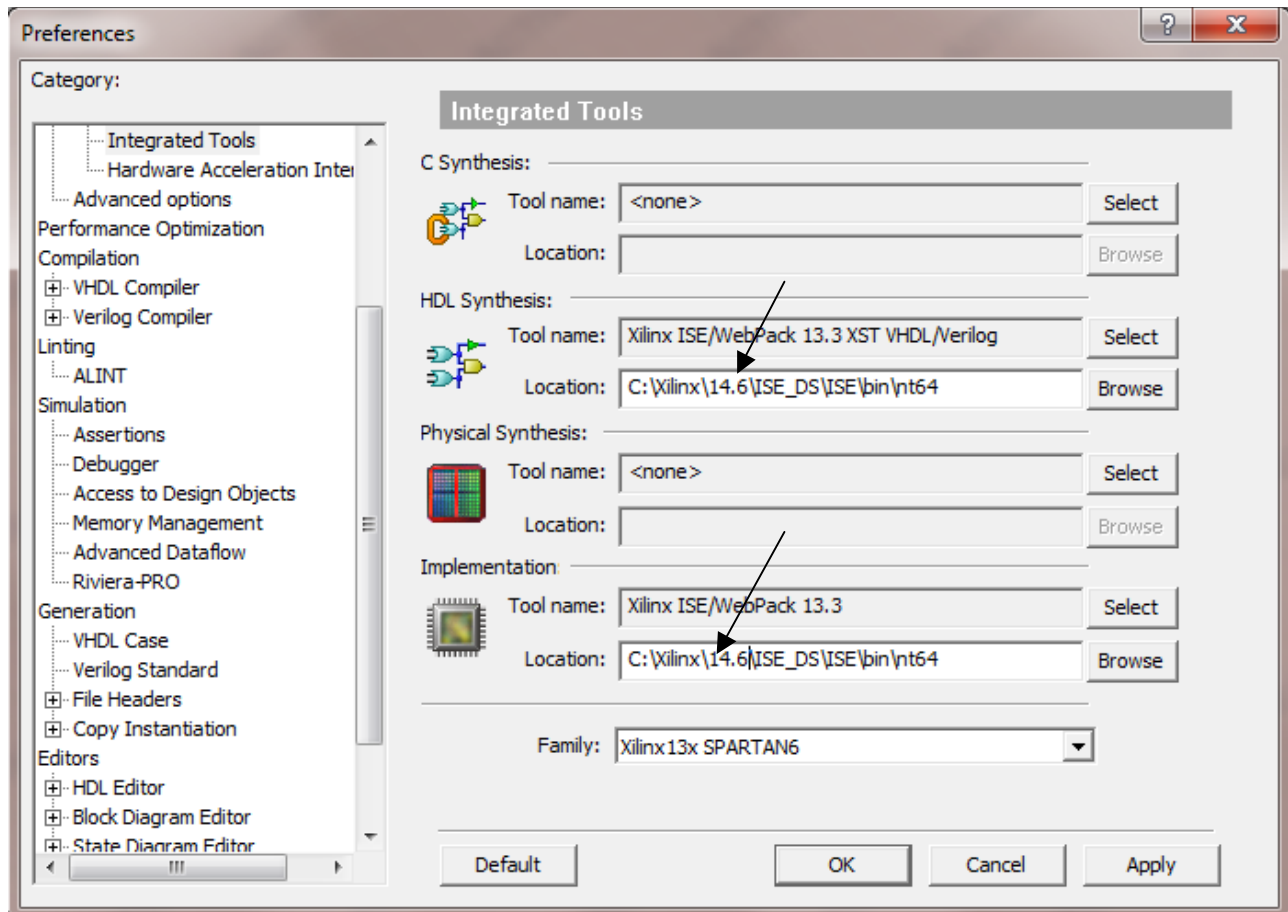 Preferences
Category:
Integrated Tools
Hardware Acceleration Inter
Advanced options
Performance Optimization
Compilation
VHDL Compiler
Verilog Compiler
Linting
ALINT
Simulation
Assertions
Debugger
Access to Design Objects
Memory Management
Advanced Dataflow
Riviera-PRO
Generation
VHDL Case
Verilog Standard
File Headers
Copy Instantiation
Editors
HDL Editor
Block Diagram Editor
State Diagram Editor
Integrated Tools
C Synthesis:
Tool name: <none> Select
Location: Browse
HDL Synthesis:
Tool name: Xilinx ISE/WebPack 13.3 XST VHDL/Verilog Select
Location: C:\Xilinx\14.6\ISE_DS\ISE\bin\nt64 Browse
Physical Synthesis:
Tool name: <none> Select
Location: Browse
Implementation:
Tool name: Xilinx ISE/WebPack 13.3 Select
Location: C:\Xilinx\14.6\ISE_DS\ISE\bin\nt64 Browse
Family: Xilinx13x SPARTAN6
Default OK Cancel Apply